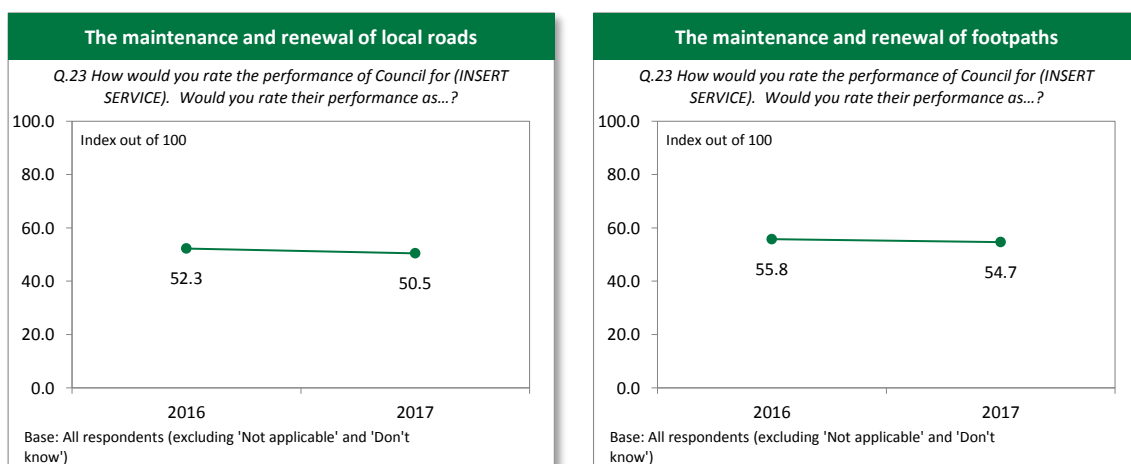 The maintenance and renewal of local roads
Q.23 How would you rate the performance of Council for (INSERT
SERVICE).  Would you rate their performance as…?
100.0
Index out of 100
80.0
60.0
40.0
20.0
0.0
52.3
50.5
2016
2017
Base: All respondents (excluding 'Not applicable' and 'Don't
know')
The maintenance and renewal of footpaths
Q.23 How would you rate the performance of Council for (INSERT
SERVICE).  Would you rate their performance as…?
100.0
Index out of 100
80.0
60.0
40.0
20.0
0.0
55.8
54.7
2016
2017
Base: All respondents (excluding 'Not applicable' and 'Don't
know')